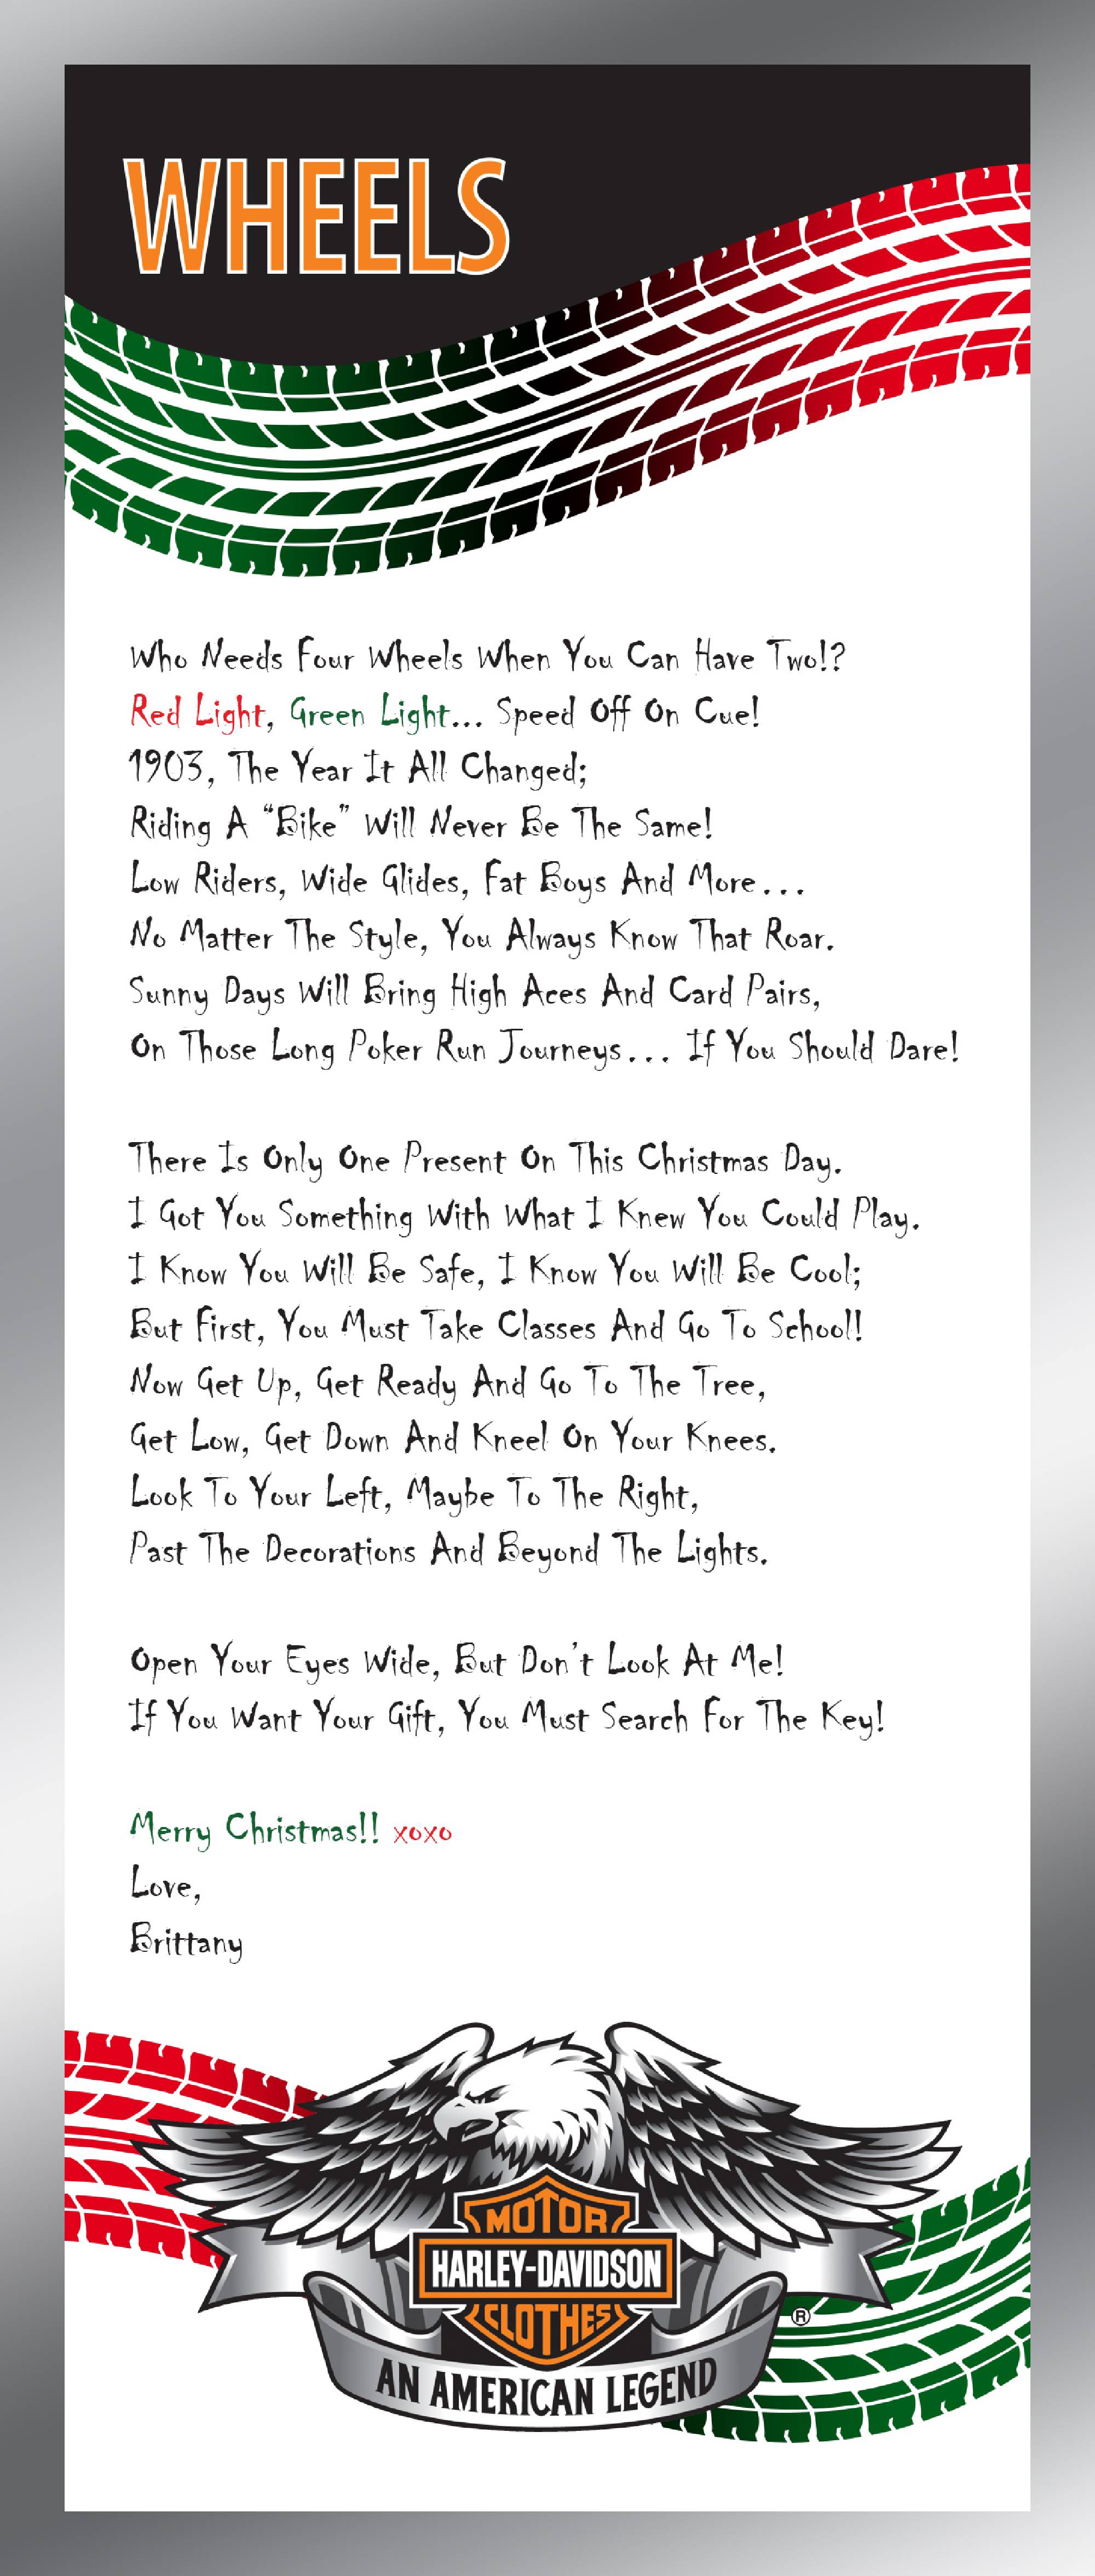 WHEELS
Who Needs Four Wheels When You Can Have Two!?
Red Light, Green Light... Speed Off On Cue!
1903, The Year It All Changed;
Riding A “Bike” Will Never Be The Same!
Low Riders, Wide Glides, Fat Boys And More...
No Matter The Style, You Always Know That Roar.
Sunny Days Will Bring High Aces And Card Pairs,
On Those Long Poker Run Journeys... If You Should Dare!
There Is Only One Present On This Christmas Day.
I Got You Something With What I Knew You Could Play.
I Know You Will Be Safe, I Know You Will Be Cool;
But First, You Must Take Classes And Go To School!
Now Get Up, Get Ready And Go To The Tree,
Get Low, Get Down And Kneel On Your Knees.
Look To Your Left, Maybe To The Right,
Past The Decorations And Beyond The Lights.
Open Your Eyes Wide, But Don't Look At Me!
If You Want Your Gift, You Must Search For The Key!
Merry Christmas!! xoxo
Love,
Brittany
MOTOR
HARLEY-DAVIDSON
CLOTHES
®
AN AMERICAN LEGEND